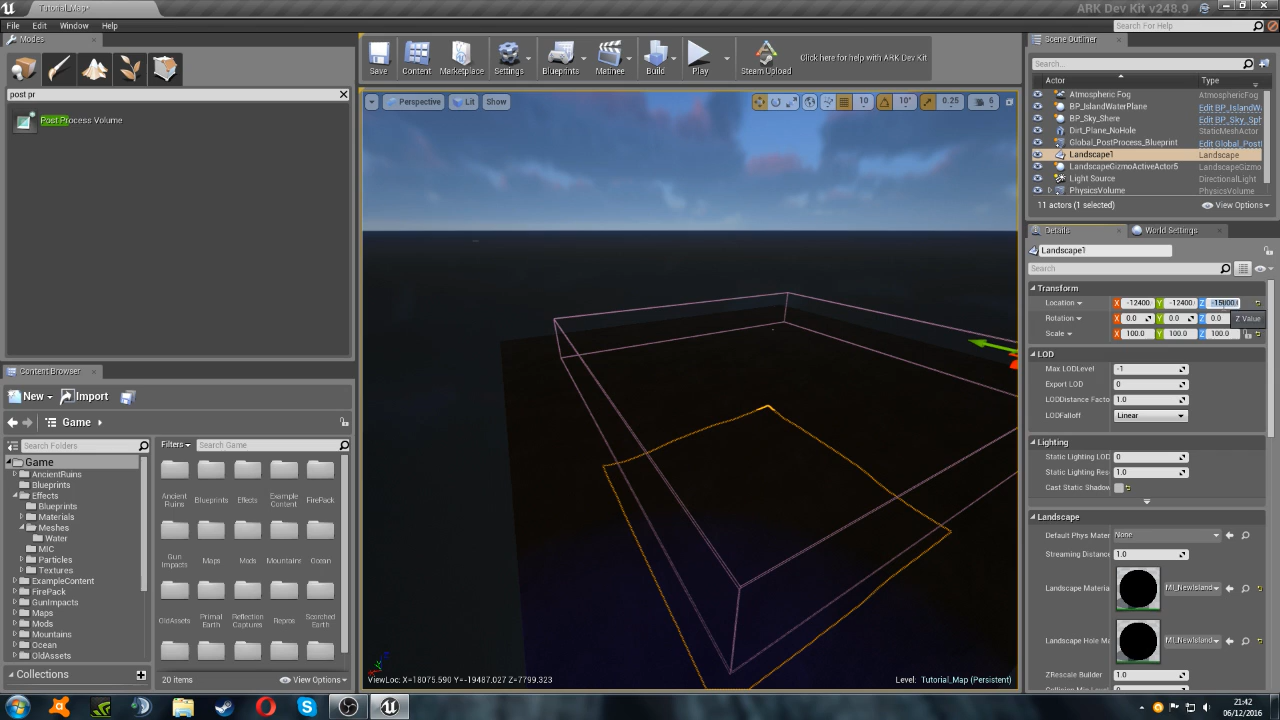 Tutorial_Map*
ARK Dev Kit v248.9
File Edit Window Help
Search For Help
Modes
post pr
Post Process Volume
Save
Content
Marketplace
Settings
Blueprints
Matinee
Build
Play
Steam Upload
Click here for help with ARK Dev Kit
Perspective
Lit
Show
10
10°
0.25
6
Scene Outliner
Search...
Actor Type
Atmospheric Fog AtmosphericFog
BP_IslandWaterPlane Edit BP_IslandWa
BP_Sky_Shere Edit BP_Sky_Sph
Dirt_Plane_NoHole StaticMeshActor
Global_PostProcess_Blueprint Edit Global_Post
Landscape1 Landscape
LandscapeGizmoActiveActor5 LandscapeGizmo
Light Source DirectionalLight
PhysicsVolume PhysicsVolume
11 actors (1 selected)
View Options
Details
World Settings
Landscape1
Search
Transform
Location X -12400. Y -12400. Z
Rotation X 0.0 Y 0.0 Z 0.0
Z Value
Scale X 100.0 Y 100.0 Z 100.0
LOD
Max LODLevel -1
Export LOD 0
LODDistance Facto 1.0
LODFalloff Linear
Lighting
Static Lighting LOD 0
Static Lighting Res 1.0
Cast Static Shadow
Landscape
Default Phys Mater None
Streaming Distance 1.0
Landscape Materia MI_NewIsland
Landscape Hole Ma MI_NewIsland
ZRescale Builder 1.0
Content Browser
New
Import
Game
Search Folders
Filters
Search Game
Game
AncientRuins
Blueprints
Effects
Blueprints
Materials
Meshes
Water
MIC
Particles
Textures
ExampleContent
FirePack
GunImpacts
Maps
Mods
Mountains
Ocean
OldAssets
Collections
Ancient Ruins
Blueprints
Effects
Example Content
FirePack
Gun Impacts
Maps
Mods
Mountains
Ocean
OldAssets
Primal Earth
Reflection Captures
Repros
Scorched Earth
20 items
View Options
ViewLoc: X=18075.590 Y=-19487.027 Z=7799.323
Level: Tutorial_Map (Persistent)
21:42
06/12/2016